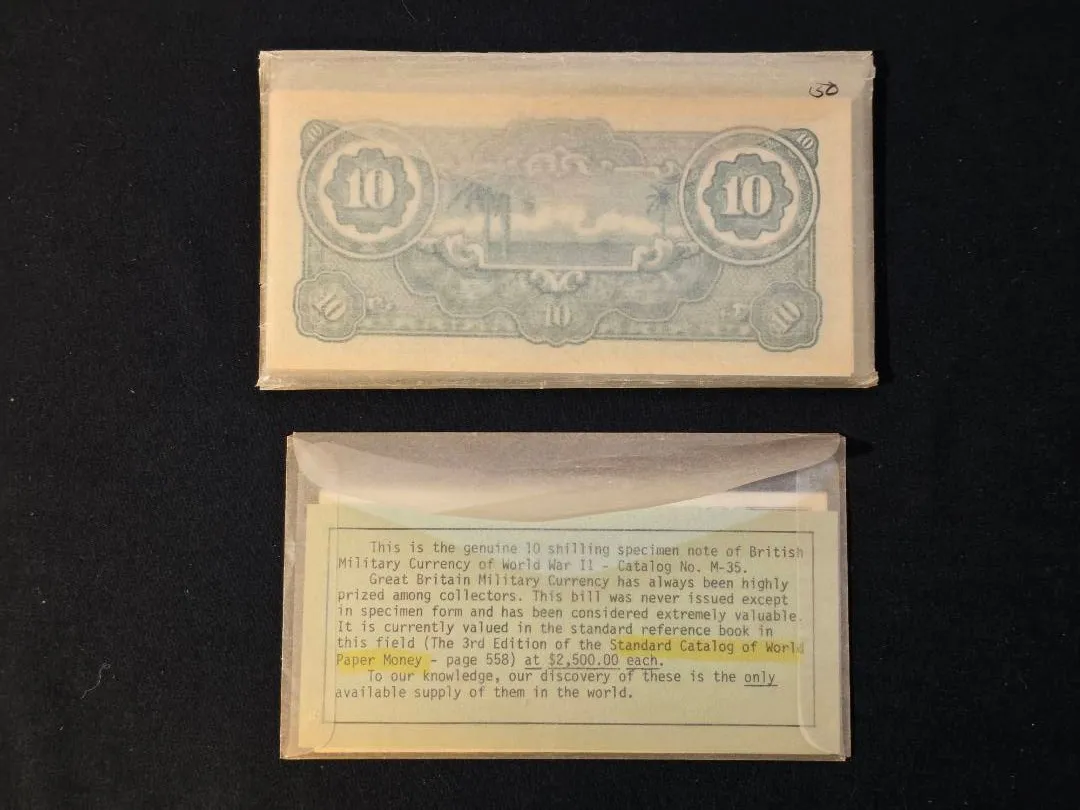 50
10 10
10 10
10 10 10
This is the genuine 10 shilling specimen note of British
Military Currency of World War II - Catalog No. M-35.
Great Britain Military Currency has always been highly
prized among collectors. This bill was never issued except
in specimen form and has been considered extremely valuable.
It is currently valued in the standard reference book in
this field (The 3rd Edition of the Standard Catalog of World
Paper Money - page 558) at $2,500.00 each.
To our knowledge, our discovery of these is the only
available supply of them in the world.